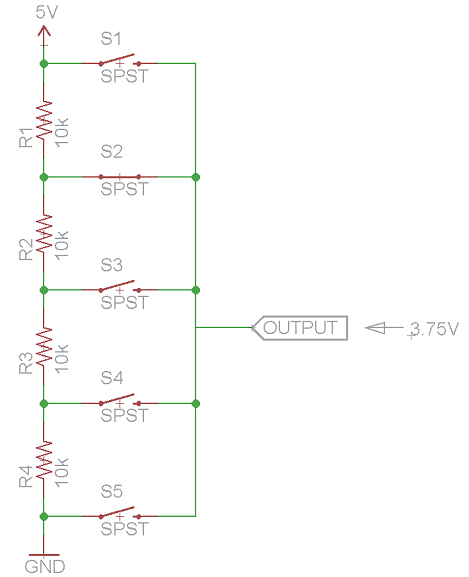 5V
S1
SPST
R1
10k
S2
SPST
R2
10k
S3
SPST
OUTPUT
3.75V
R3
10k
S4
SPST
R4
10k
S5
SPST
GND